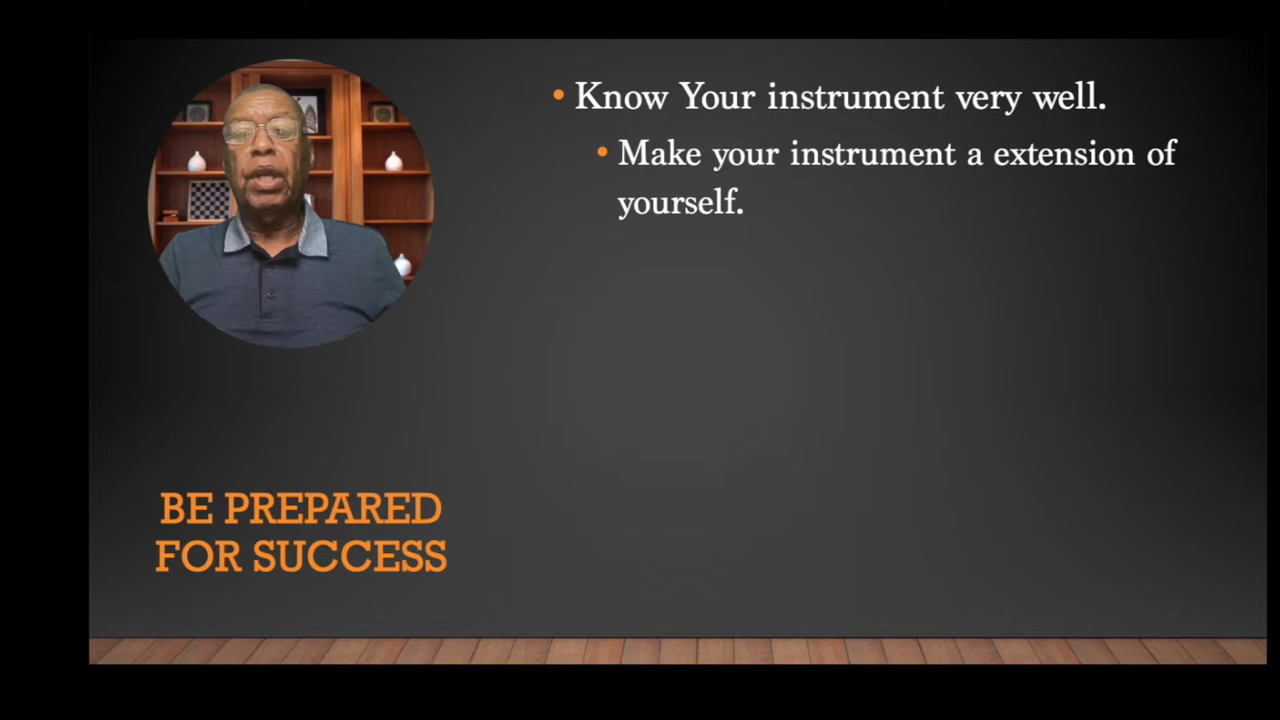 Know Your instrument very well.
Make your instrument a extension of
yourself.
BE PREPARED
FOR SUCCESS